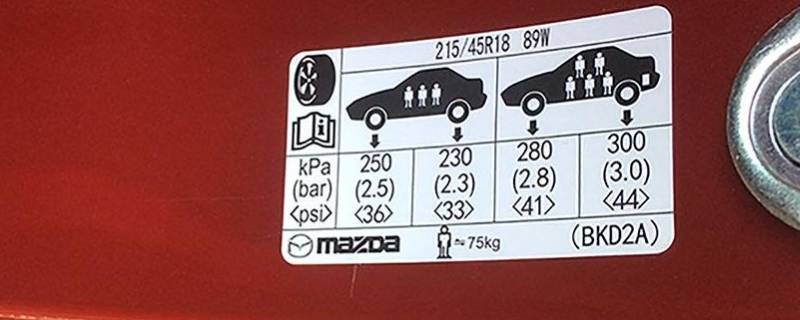 215/45R18 89W
kPa 250 230 280 300
(bar) (2.5) (2.3) (2.8) (3.0)
<psi> <36> <33> <41> <44>
mazda ≒75kg (BKD2A)